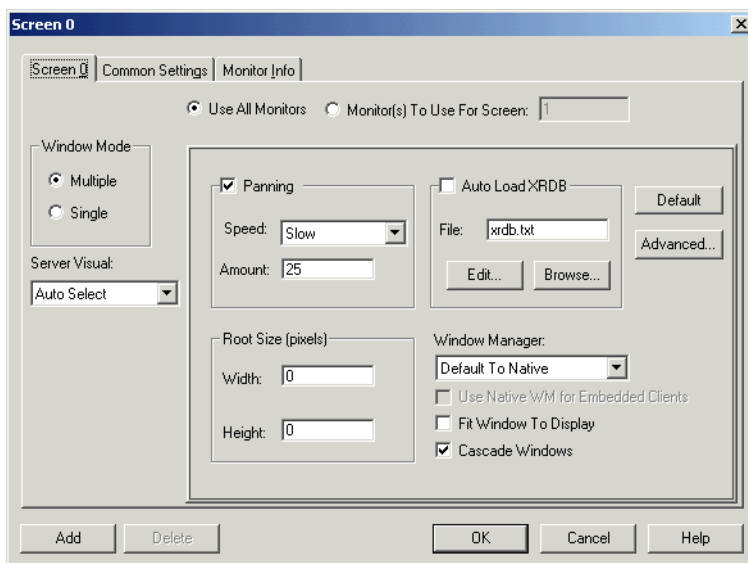 Screen 0
Screen 0 Common Settings Monitor Info
Use All Monitors Monitor(s) To Use For Screen: 1
Window Mode
Multiple
Single
Server Visual:
Auto Select
Panning
Speed: Slow
Amount: 25
Auto Load XRDB
File: xrdb.txt
Edit... Browse...
Default
Advanced...
Root Size (pixels)
Width: 0
Height: 0
Window Manager:
Default To Native
Use Native WM for Embedded Clients
Fit Window To Display
Cascade Windows
Add Delete OK Cancel Help